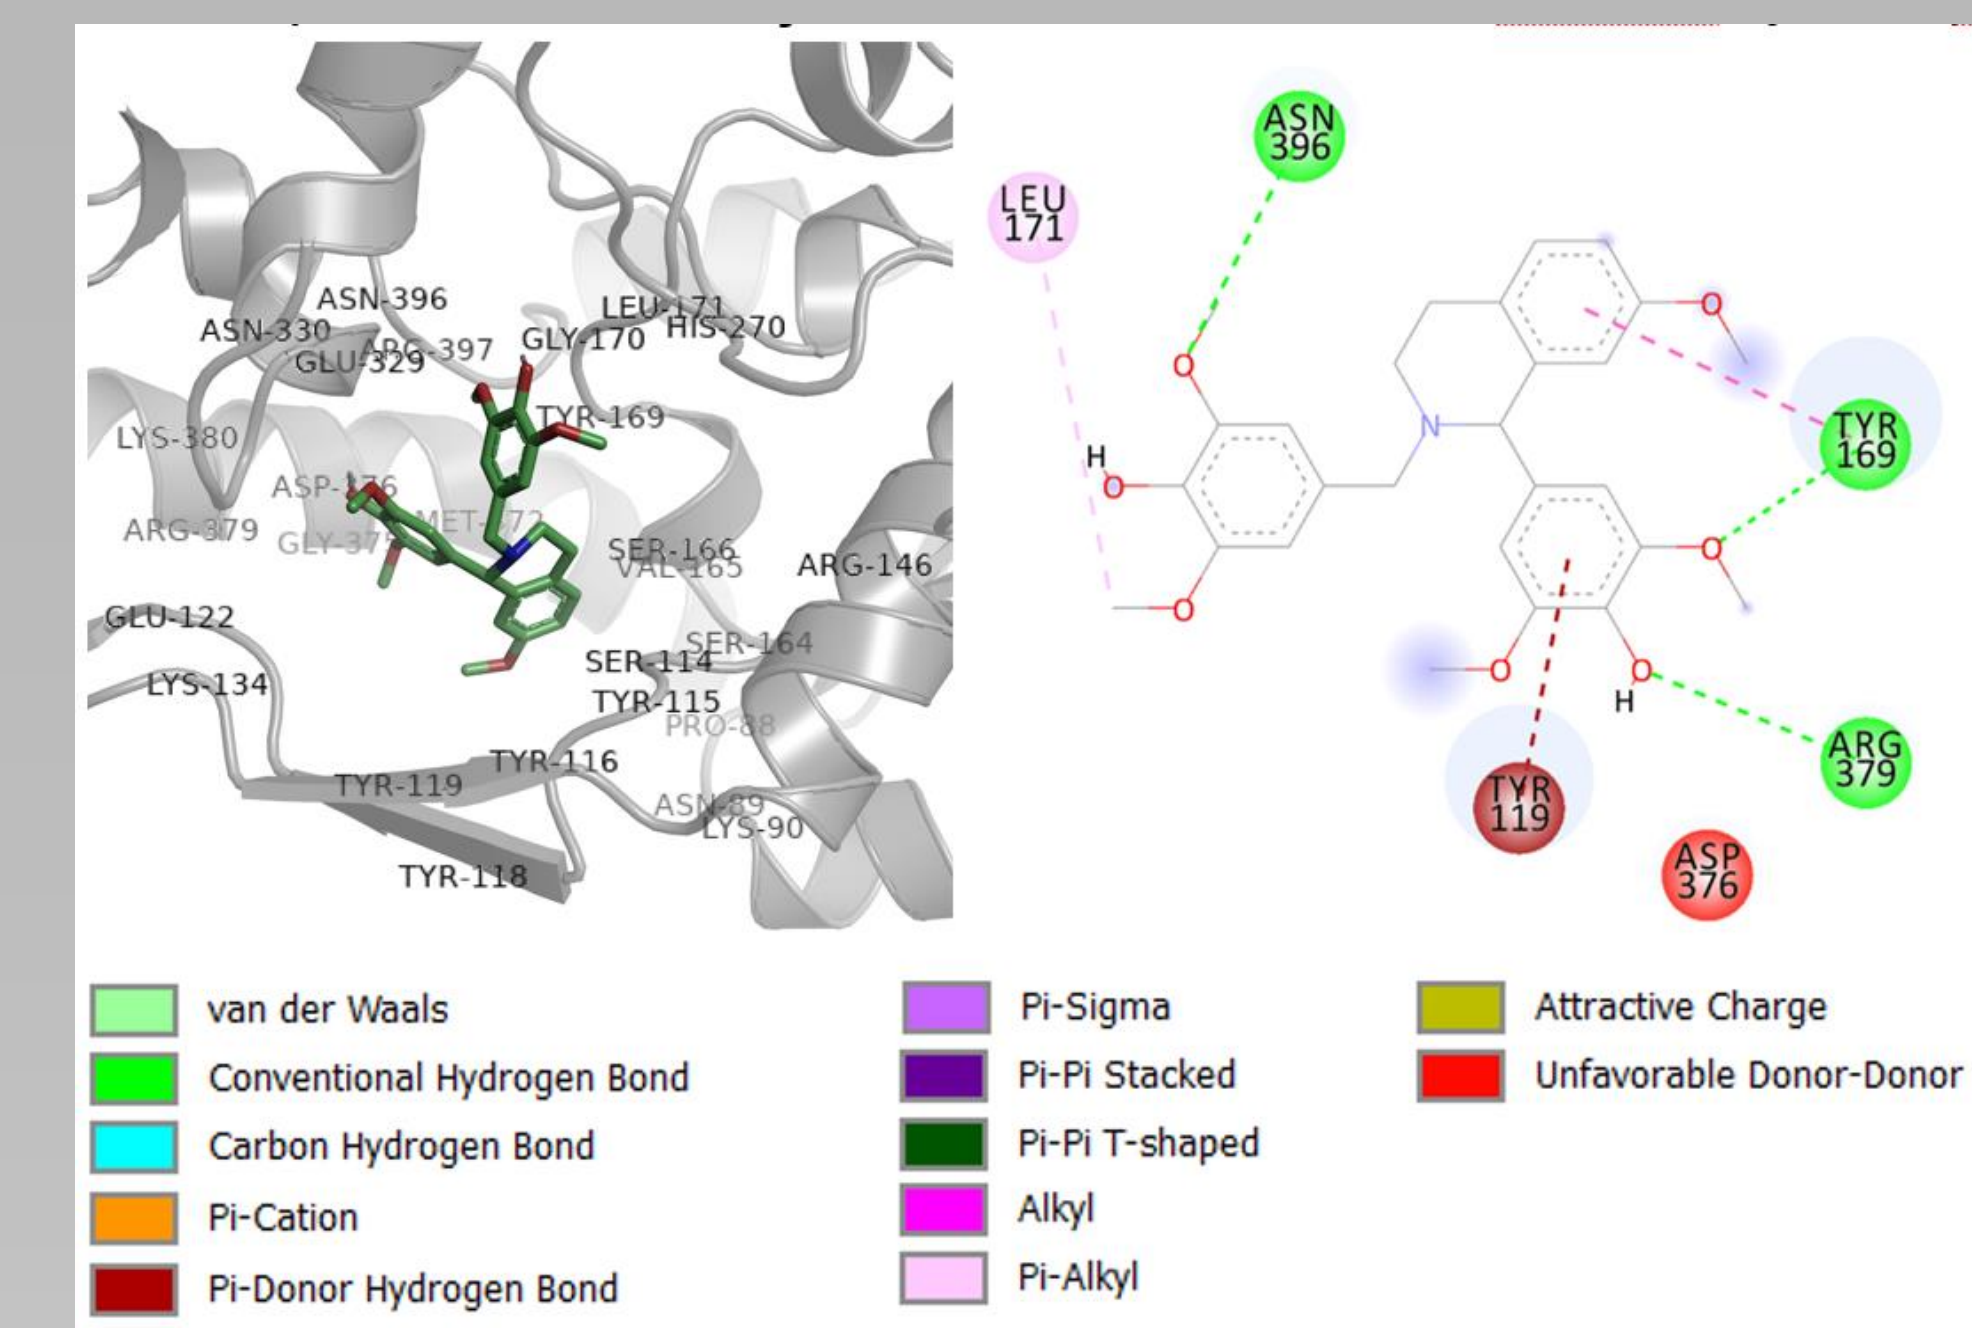 ASN-396
LEU-171
ASN-330
HIS-270
GLY-170
ARG-397
GLU-329
TYR-169
LYS-380
ASP-376
MET-372
ARG-379
GLY-375
SER-166
VAL-165
ARG-146
GLU-122
SER-164
SER-114
LYS-134
TYR-115
PRO-88
TYR-116
TYR-119
ASN-89
LYS-90
TYR-118
ASN
396
LEU
171
O
O
N
TYR
169
H
O
O
O
O
O
H
ARG
379
TYR
119
ASP
376
van der Waals
Conventional Hydrogen Bond
Carbon Hydrogen Bond
Pi-Cation
Pi-Donor Hydrogen Bond
Pi-Sigma
Pi-Pi Stacked
Pi-Pi T-shaped
Alkyl
Pi-Alkyl
Attractive Charge
Unfavorable Donor-Donor